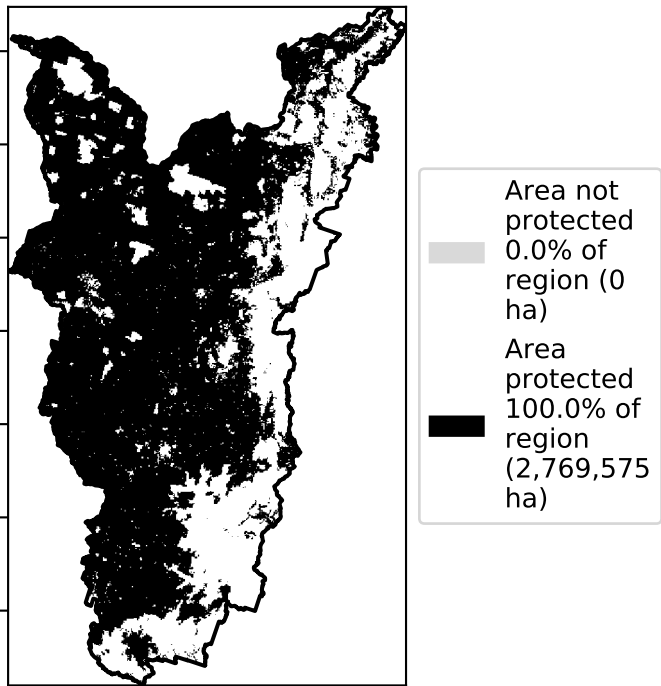 Area not
protected
0.0% of
region (0
ha)
Area
protected
100.0% of
region
(2,769,575
ha)